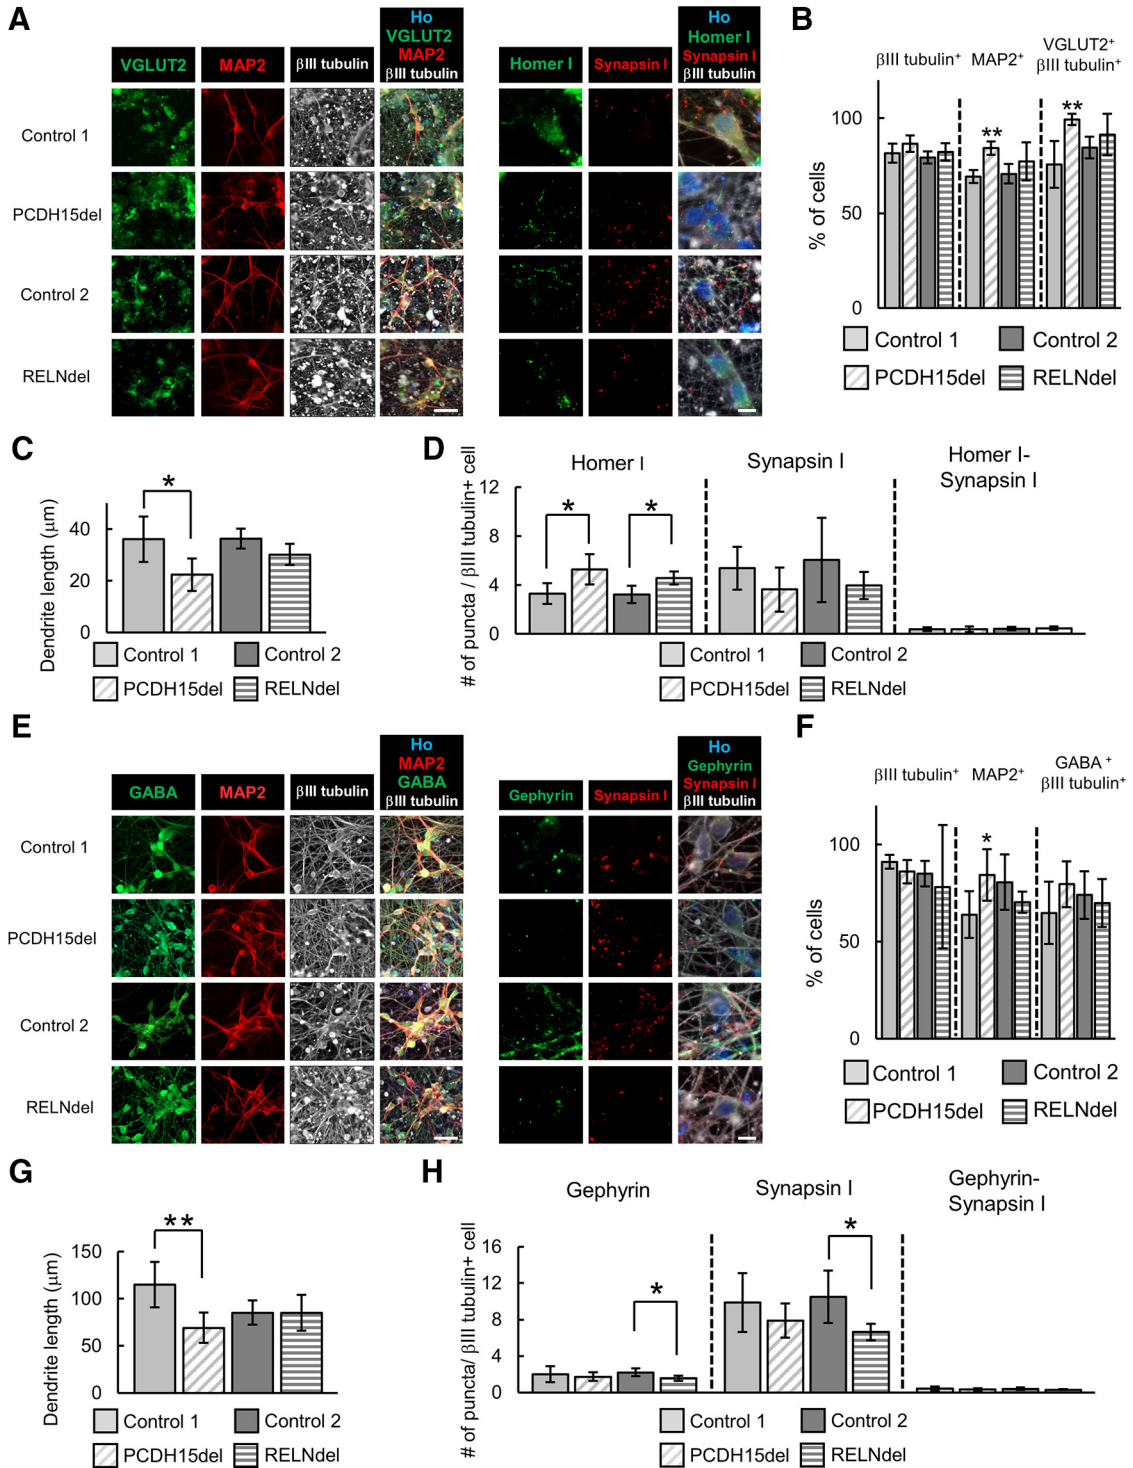 A
Ho
VGLUT2
MAP2
βIII tubulin
VGLUT2
MAP2
βIII tubulin
Ho
Homer I
Synapsin I
βIII tubulin
Homer I
Synapsin I
Control 1
PCDH15del
Control 2
RELNdel
B
βIII tubulin+
MAP2+
VGLUT2+
βIII tubulin+
% of cells
100
50
0
**
**
Control 1
Control 2
PCDH15del
RELNdel
C
Dendrite length (μm)
40
20
0
*
Control 1
Control 2
PCDH15del
RELNdel
D
Homer I
Synapsin I
Homer I-
Synapsin I
# of puncta / βIII tubulin+ cell
12
8
4
0
*
*
Control 1
Control 2
PCDH15del
RELNdel
E
Ho
MAP2
GABA
βIII tubulin
GABA
MAP2
βIII tubulin
Ho
Gephyrin
Synapsin I
βIII tubulin
Gephyrin
Synapsin I
Control 1
PCDH15del
Control 2
RELNdel
F
βIII tubulin+
MAP2+
GABA +
βIII tubulin+
% of cells
100
50
0
*
Control 1
Control 2
PCDH15del
RELNdel
G
Dendrite length (μm)
150
100
50
0
**
Control 1
Control 2
PCDH15del
RELNdel
H
Gephyrin
Synapsin I
Gephyrin-
Synapsin I
# of puncta/ βIII tubulin+ cell
16
12
8
4
0
*
*
Control 1
Control 2
PCDH15del
RELNdel